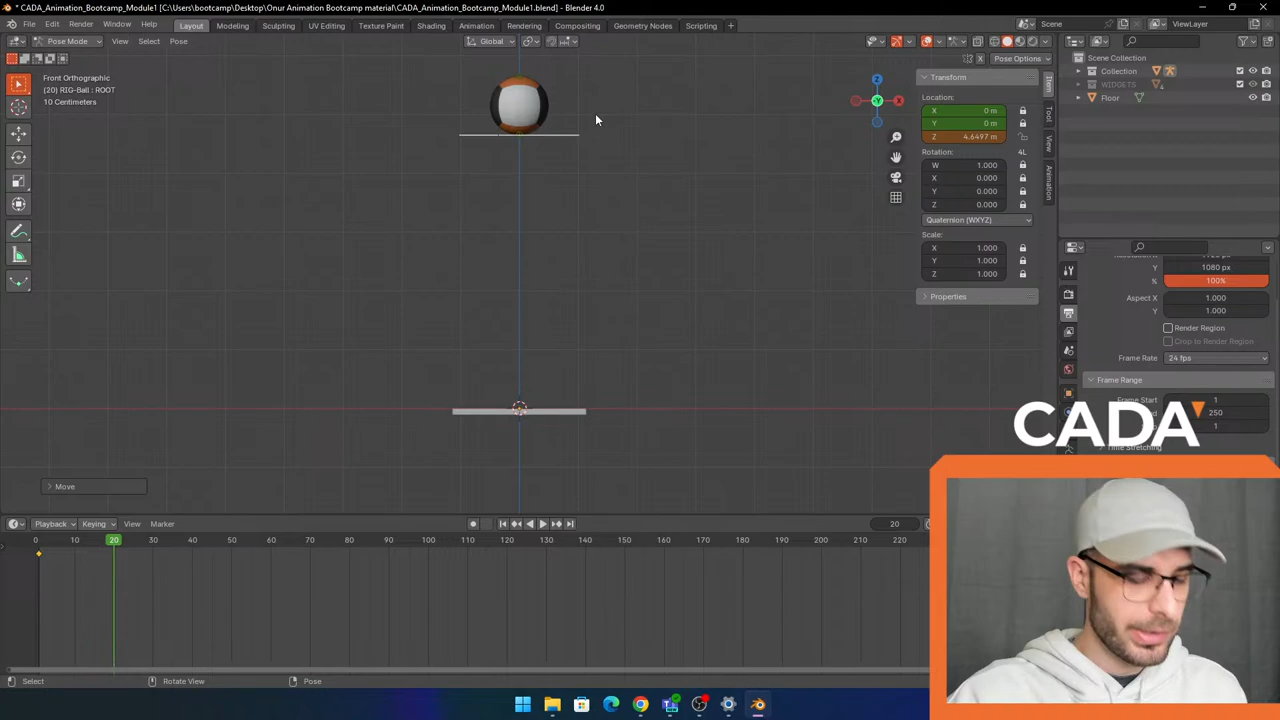 * CADA_Animation_Bootcamp_Module1 [C:\Users\bootcamp\Desktop\Onur Animation Bootcamp material\CADA_Animation_Bootcamp_Module1.blend] - Blender 4.0
File Edit Render Window Help Layout Modeling Sculpting UV Editing Texture Paint Shading Animation Rendering Compositing Geometry Nodes Scripting + Scene ViewLayer
Pose Mode View Select Pose Global
Pose Options
Front Orthographic
(20) RIG-Ball : ROOT
10 Centimeters
Z
X
-Y
Transform
Location:
X 0 m
Y 0 m
Z 4.6497 m
Rotation: 4L
W 1.000
X 0.000
Y 0.000
Z 0.000
Quaternion (WXYZ)
Scale:
X 1.000
Y 1.000
Z 1.000
Properties
Item
Tool
View
Animation
Scene Collection
Collection
WIDGETS
Floor
Y 1080 px
% 100%
Aspect X 1.000
Y 1.000
Render Region
Crop to Render Region
Frame Rate 24 fps
Frame Range
Frame Start 1
250
1
Time Stretching
CADA
Move
Playback Keying View Marker 20
0 10 20 30 40 50 60 70 80 90 100 110 120 130 140 150 160 170 180 190 200 210 220
Select Rotate View Pose